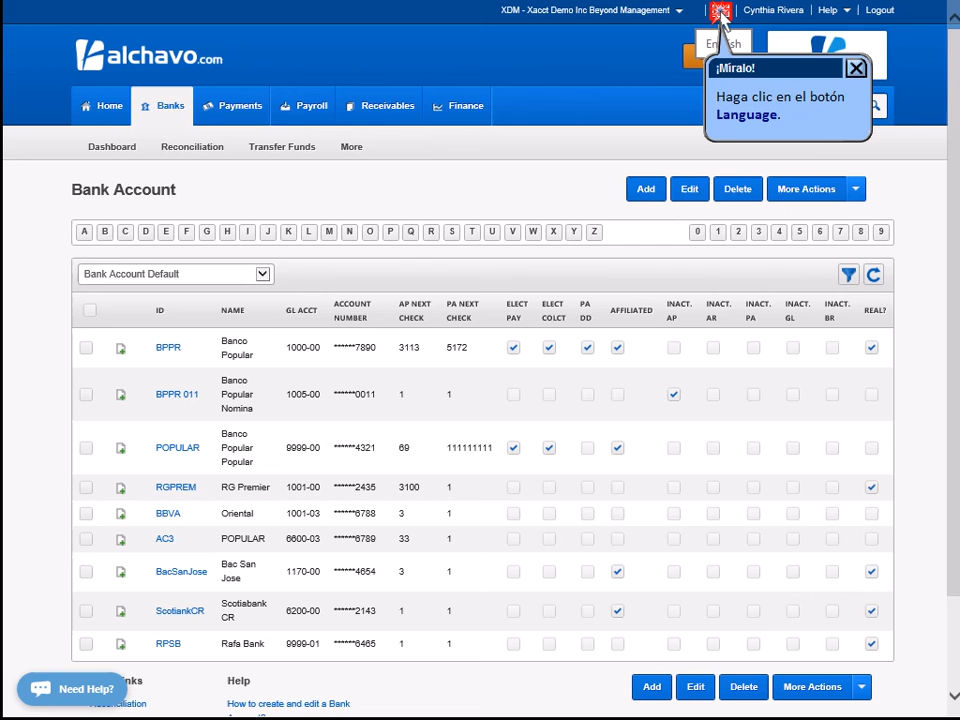 XDM - Xacct Demo Inc Beyond Management
Cynthia Rivera
Help
Logout
English
alchavo.com
¡Míralo!
Haga clic en el botón
Language.
Home
Banks
Payments
Payroll
Receivables
Finance
Dashboard
Reconciliation
Transfer Funds
More
Bank Account
Add
Edit
Delete
More Actions
A B C D E F G H I J K L M N O P Q R S T U V W X Y Z 0 1 2 3 4 5 6 7 8 9
Bank Account Default
ID NAME GL ACCT ACCOUNT NUMBER AP NEXT CHECK PA NEXT CHECK ELECT PAY ELECT COLCT PA DD AFFILIATED INACT. AP INACT. AR INACT. PA INACT. GL INACT. BR REAL?
BPPR Banco Popular 1000-00 ******7890 3113 5172
BPPR 011 Banco Popular Nomina 1005-00 ******0011 1 1
POPULAR Banco Popular Popular 9999-00 ******4321 69 111111111
RGPREM RG Premier 1001-00 ******2435 3100 1
BBVA Oriental 1001-03 ******6788 3 1
AC3 POPULAR 6600-03 ******6789 33 1
BacSanJose Bac San Jose 1170-00 ******4654 3 1
ScotiankCR Scotiabank CR 6200-00 ******2143 1 1
RPSB Rafa Bank 9999-01 ******6465 1 1
Need Help?
Help
Reconciliation
How to create and edit a Bank
Add
Edit
Delete
More Actions